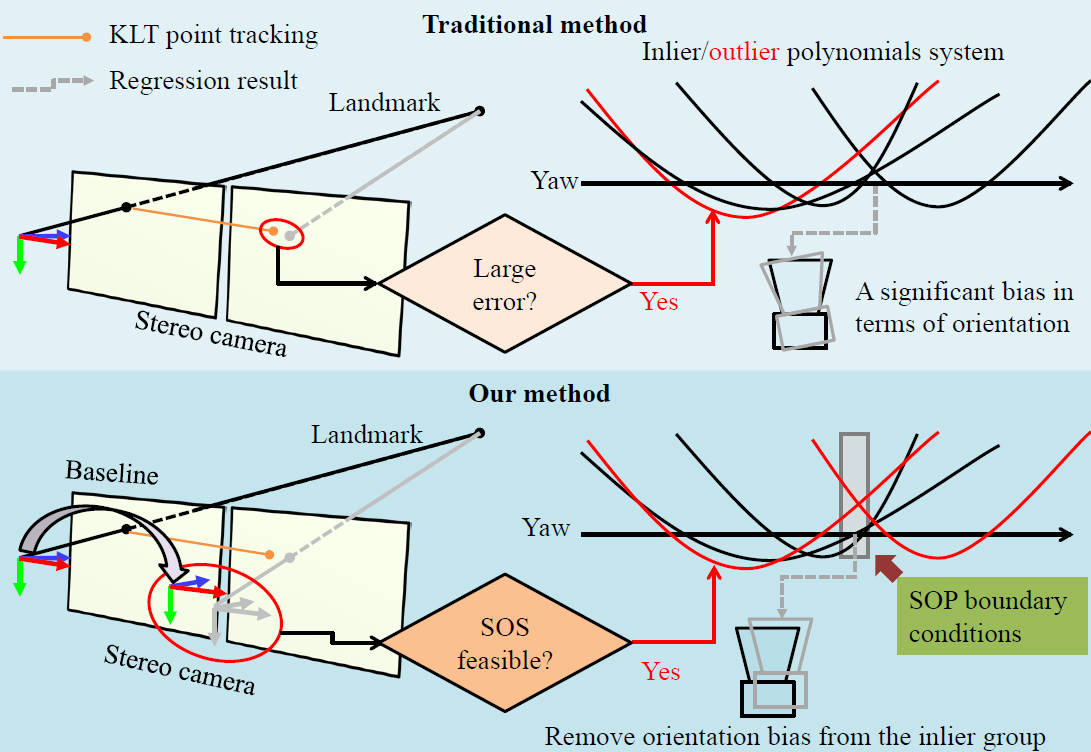 Traditional method
KLT point tracking
Regression result
Landmark
Inlier/outlier polynomials system
Yaw
Stereo camera
Large
error?
Yes
A significant bias in
terms of orientation
Our method
Landmark
Baseline
Yaw
Stereo camera
SOS
feasible?
Yes
SOP boundary
conditions
Remove orientation bias from the inlier group